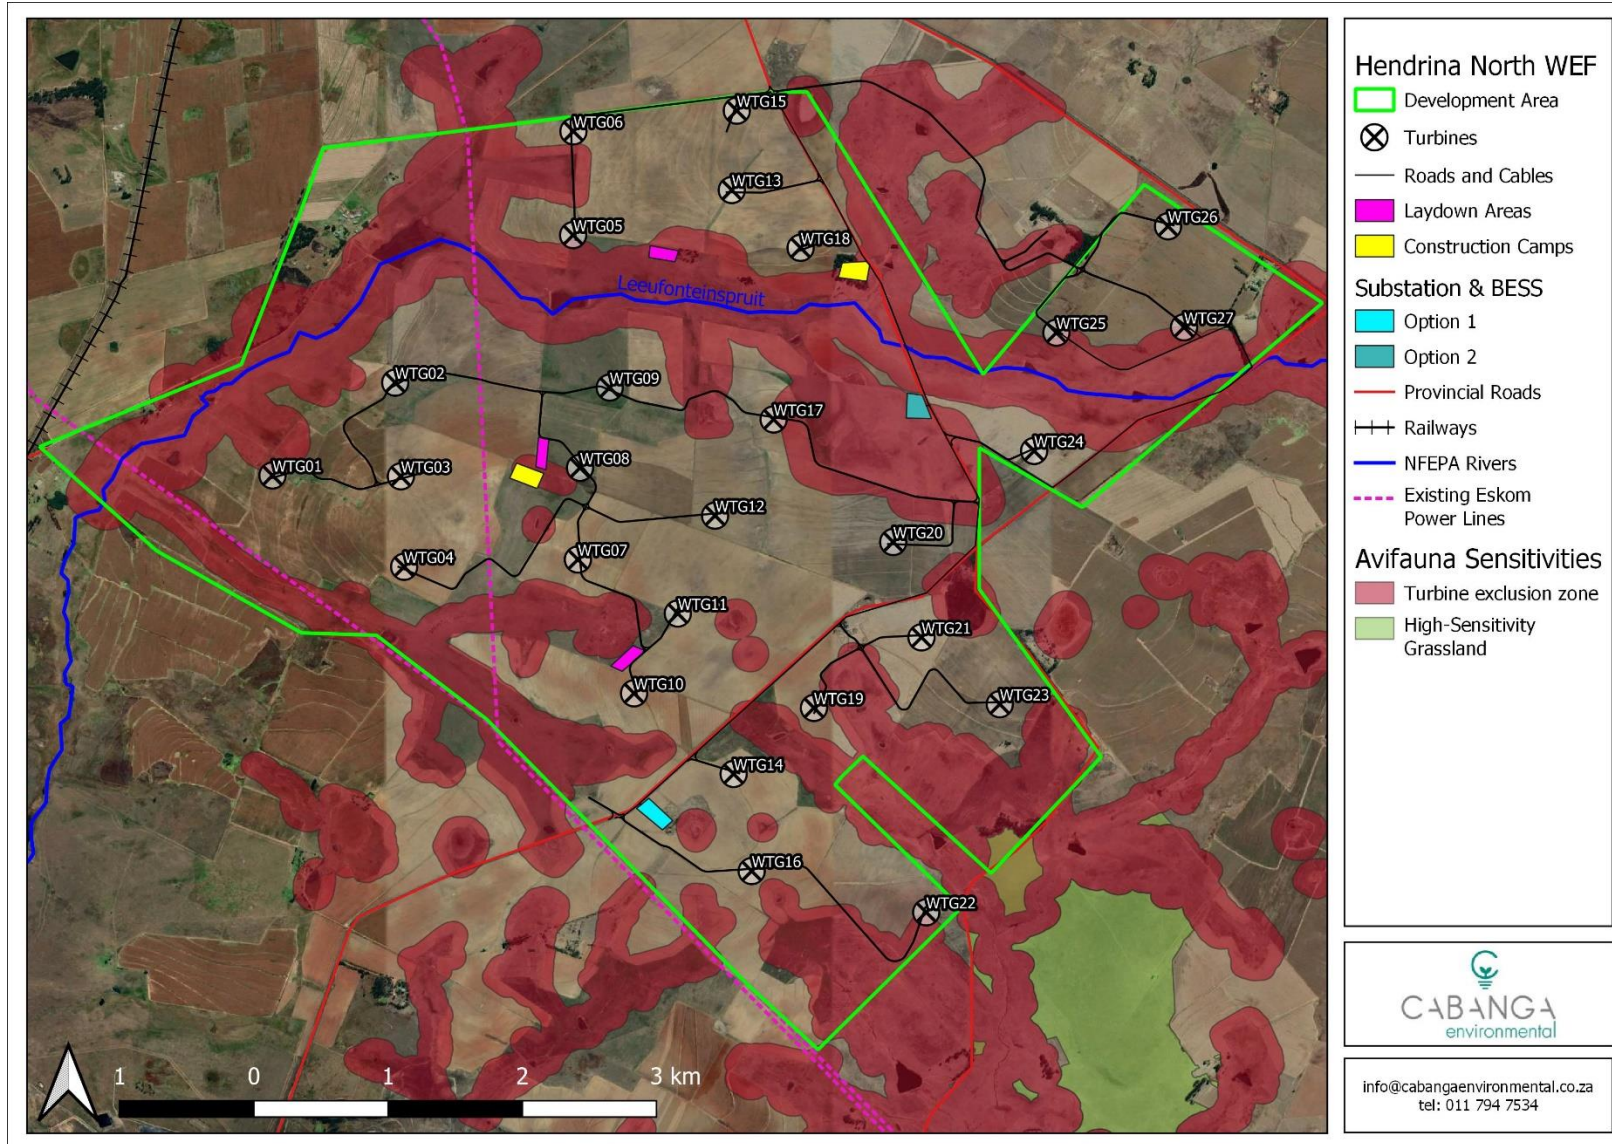 WTG15
WTG06
WTG13
WTG26
WTG05
WTG18
Leeufonteinspruit
WTG25
WTG27
WTG02
WTG09
WTG17
WTG24
WTG01
WTG03
WTG08
WTG12
WTG20
WTG04
WTG07
WTG11
WTG21
WTG10
WTG19
WTG23
WTG14
WTG16
WTG22
1 0 1 2 3 km
Hendrina North WEF
Development Area
Turbines
Roads and Cables
Laydown Areas
Construction Camps
Substation & BESS
Option 1
Option 2
Provincial Roads
Railways
NFEPA Rivers
Existing Eskom
Power Lines
Avifauna Sensitivities
Turbine exclusion zone
High-Sensitivity
Grassland
CABANGA
environmental
info@cabangaenvironmental.co.za
tel: 011 794 7534